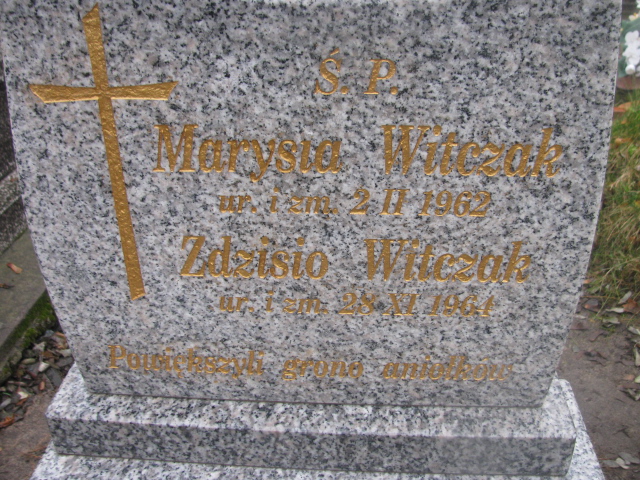 Ś. P.
Marysia Witczak
ur. i zm. 2 II 1962
Zdzisio Witczak
ur. i zm. 28 XI 1964
Powiększyli grono aniołków